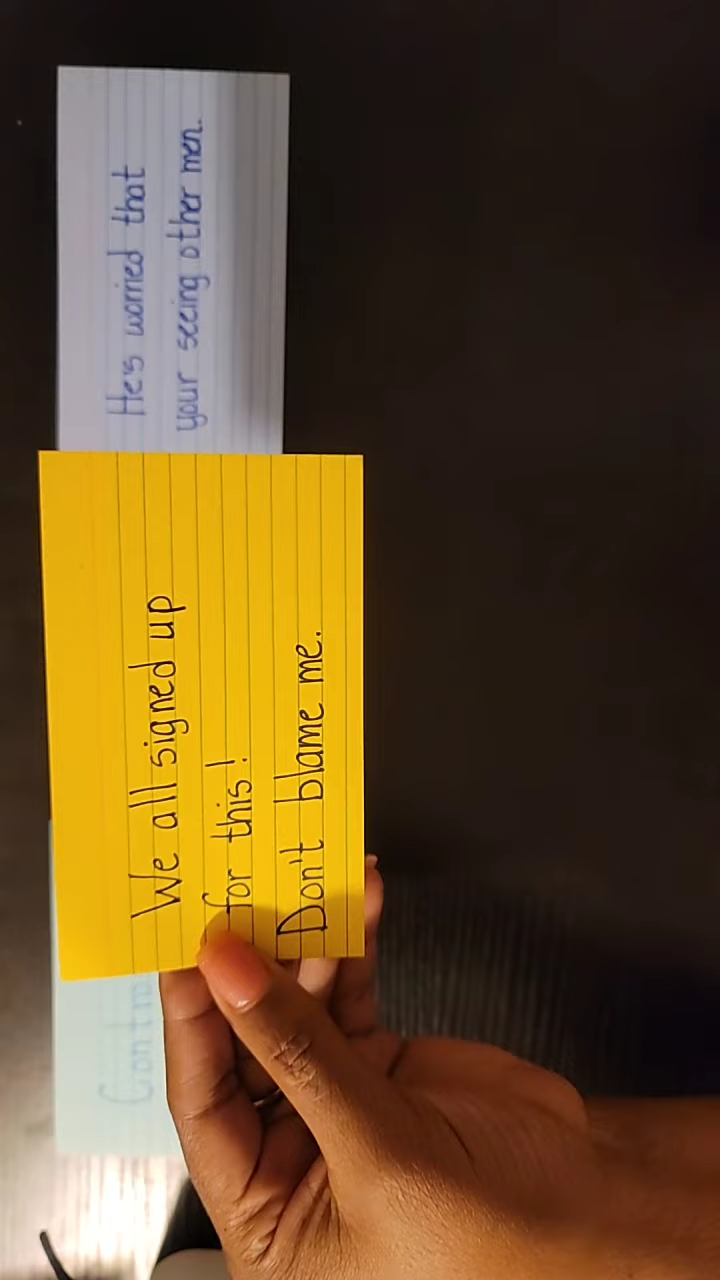 We all signed up
for this!
Don't blame me.
He's worried that
your seeing other men.